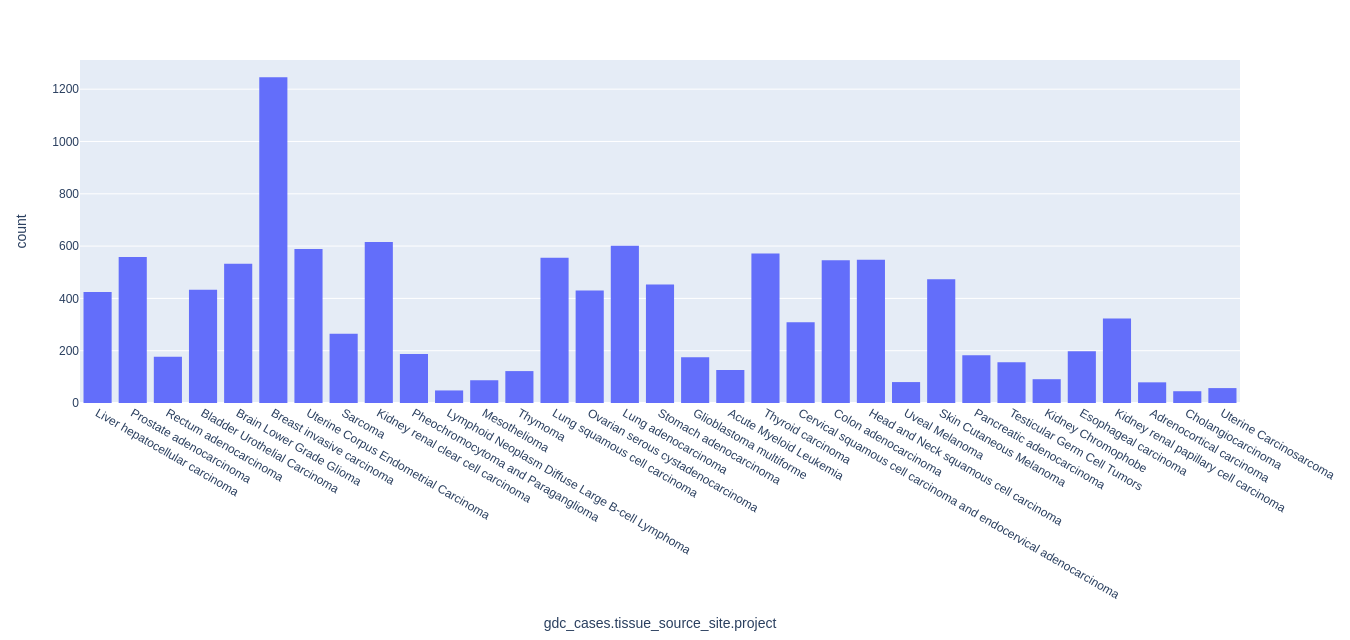 1200
1000
800
600
400
200
0
count
Liver hepatocellular carcinoma
Prostate adenocarcinoma
Rectum adenocarcinoma
Bladder Urothelial Carcinoma
Brain Lower Grade Glioma
Breast invasive carcinoma
Uterine Corpus Endometrial Carcinoma
Sarcoma
Kidney renal clear cell carcinoma
Pheochromocytoma and Paraganglioma
Lymphoid Neoplasm Diffuse Large B-cell Lymphoma
Mesothelioma
Thymoma
Lung squamous cell carcinoma
Ovarian serous cystadenocarcinoma
Lung adenocarcinoma
Stomach adenocarcinoma
Glioblastoma multiforme
Acute Myeloid Leukemia
Thyroid carcinoma
Cervical squamous cell carcinoma and endocervical adenocarcinoma
Colon adenocarcinoma
Head and Neck squamous cell carcinoma
Uveal Melanoma
Skin Cutaneous Melanoma
Pancreatic adenocarcinoma
Testicular Germ Cell Tumors
Kidney Chromophobe
Esophageal carcinoma
Kidney renal papillary cell carcinoma
Adrenocortical carcinoma
Cholangiocarcinoma
Uterine Carcinosarcoma
gdc_cases.tissue_source_site.project